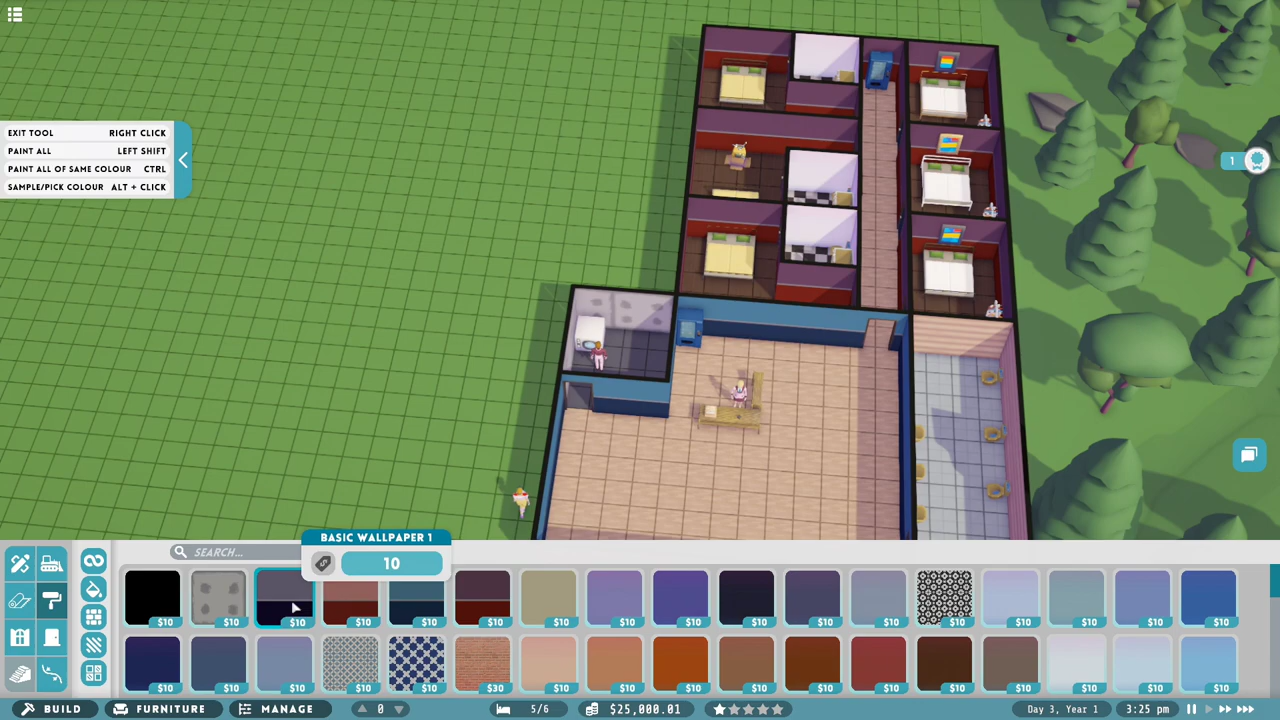 EXIT TOOL RIGHT CLICK
PAINT ALL LEFT SHIFT
PAINT ALL OF SAME COLOUR CTRL
SAMPLE/PICK COLOUR ALT + CLICK
1
BASIC WALLPAPER 1
10
SEARCH...
$10 $10 $10 $10 $10 $10 $10 $10 $10 $10 $10 $10 $10 $10 $10 $10 $10
$10 $10 $10 $10 $10 $30 $10 $10 $10 $10 $10 $10 $10 $10 $10 $10 $10
BUILD FURNITURE MANAGE 0 5/6 $25,000.01 Day 3, Year 1 3:25 pm